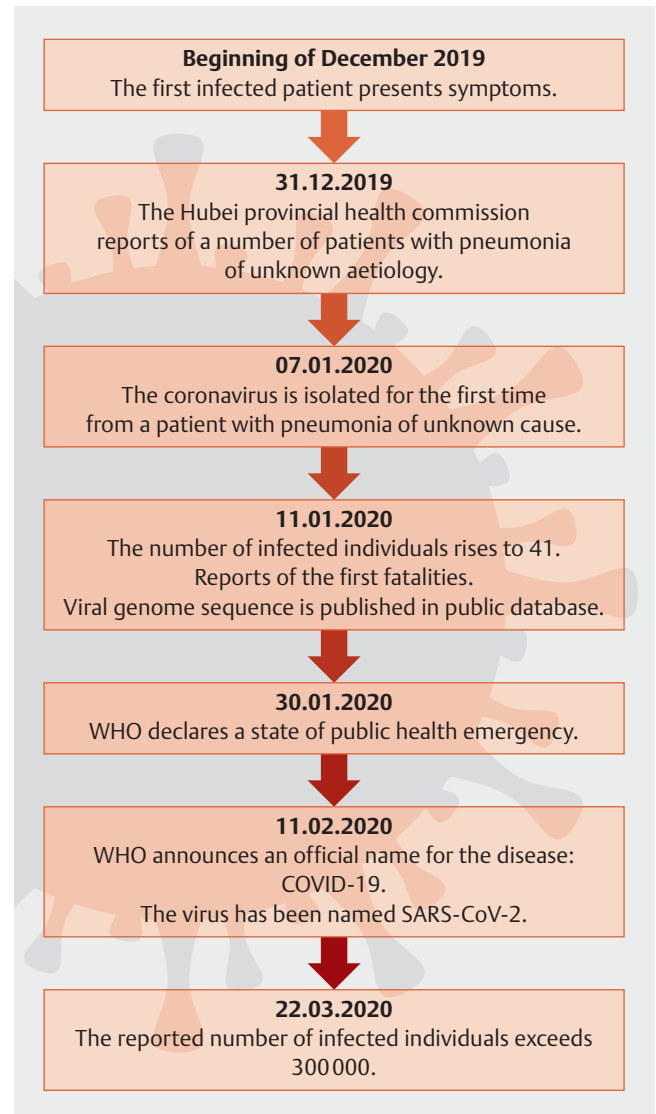 Beginning of December 2019
The first infected patient presents symptoms.
31.12.2019
The Hubei provincial health commission
reports of a number of patients with pneumonia
of unknown aetiology.
07.01.2020
The coronavirus is isolated for the first time
from a patient with pneumonia of unknown cause.
11.01.2020
The number of infected individuals rises to 41.
Reports of the first fatalities.
Viral genome sequence is published in public database.
30.01.2020
WHO declares a state of public health emergency.
11.02.2020
WHO announces an official name for the disease:
COVID-19.
The virus has been named SARS-CoV-2.
22.03.2020
The reported number of infected individuals exceeds
300 000.